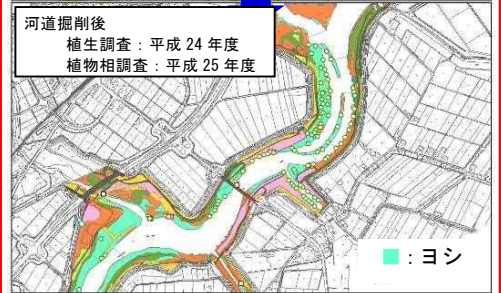 河道掘削後
植生調査：平成 24 年度
植物相調査：平成 25 年度
■：ヨシ